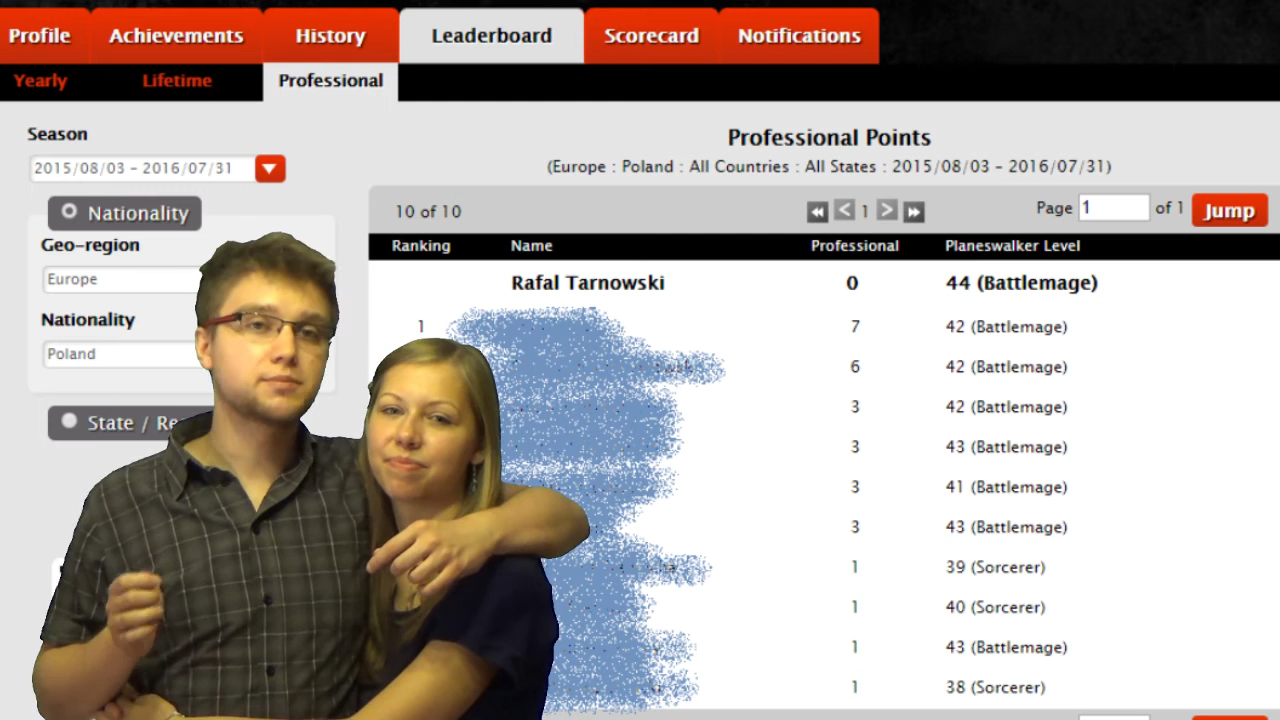 Profile Achievements History Leaderboard Scorecard Notifications
Yearly Lifetime Professional
Season
2015/08/03 - 2016/07/31
Nationality
Geo-region
Europe
Nationality
Poland
State / Re
Professional Points
(Europe : Poland : All Countries : All States : 2015/08/03 - 2016/07/31)
10 of 10 1 Page 1 of 1 Jump
Ranking Name Professional Planeswalker Level
Rafal Tarnowski 0 44 (Battlemage)
1 7 42 (Battlemage)
6 42 (Battlemage)
3 42 (Battlemage)
3 43 (Battlemage)
3 41 (Battlemage)
3 43 (Battlemage)
1 39 (Sorcerer)
1 40 (Sorcerer)
1 43 (Battlemage)
1 38 (Sorcerer)